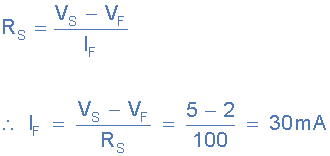 R_S = (V_S − V_F) / I_F
∴ I_F = (V_S − V_F) / R_S = (5 − 2) / 100 = 30mA